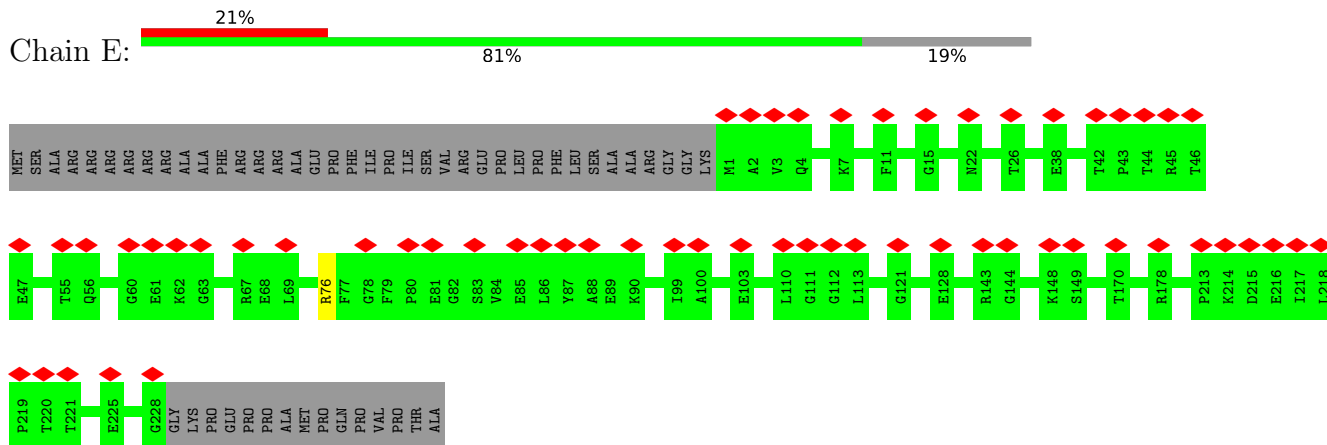 21%
Chain E:
81% 19%
MET SER ALA ARG ARG ARG ARG ARG ARG ALA ALA PHE ARG ARG ARG ALA GLU PRO PHE ILE PRO ILE SER VAL ARG GLU PRO LEU PRO PHE LEU SER ALA ALA ARG GLY GLY LYS M1 A2 V3 Q4 K7 F11 G15 N22 T26 E38 T42 P43 T44 R45 T46
E47 T55 Q56 G60 E61 K62 G63 R67 E68 L69 R76 F77 G78 F79 P80 E81 G82 S83 V84 E85 L86 Y87 A88 E89 K90 I99 A100 E103 L110 G111 G112 L113 G121 E128 R143 G144 K148 S149 T170 R178 P213 K214 D215 E216 I217 L218
P219 T220 T221 E225 G228 GLY LYS PRO GLU PRO PRO ALA MET PRO GLN PRO VAL PRO THR ALA